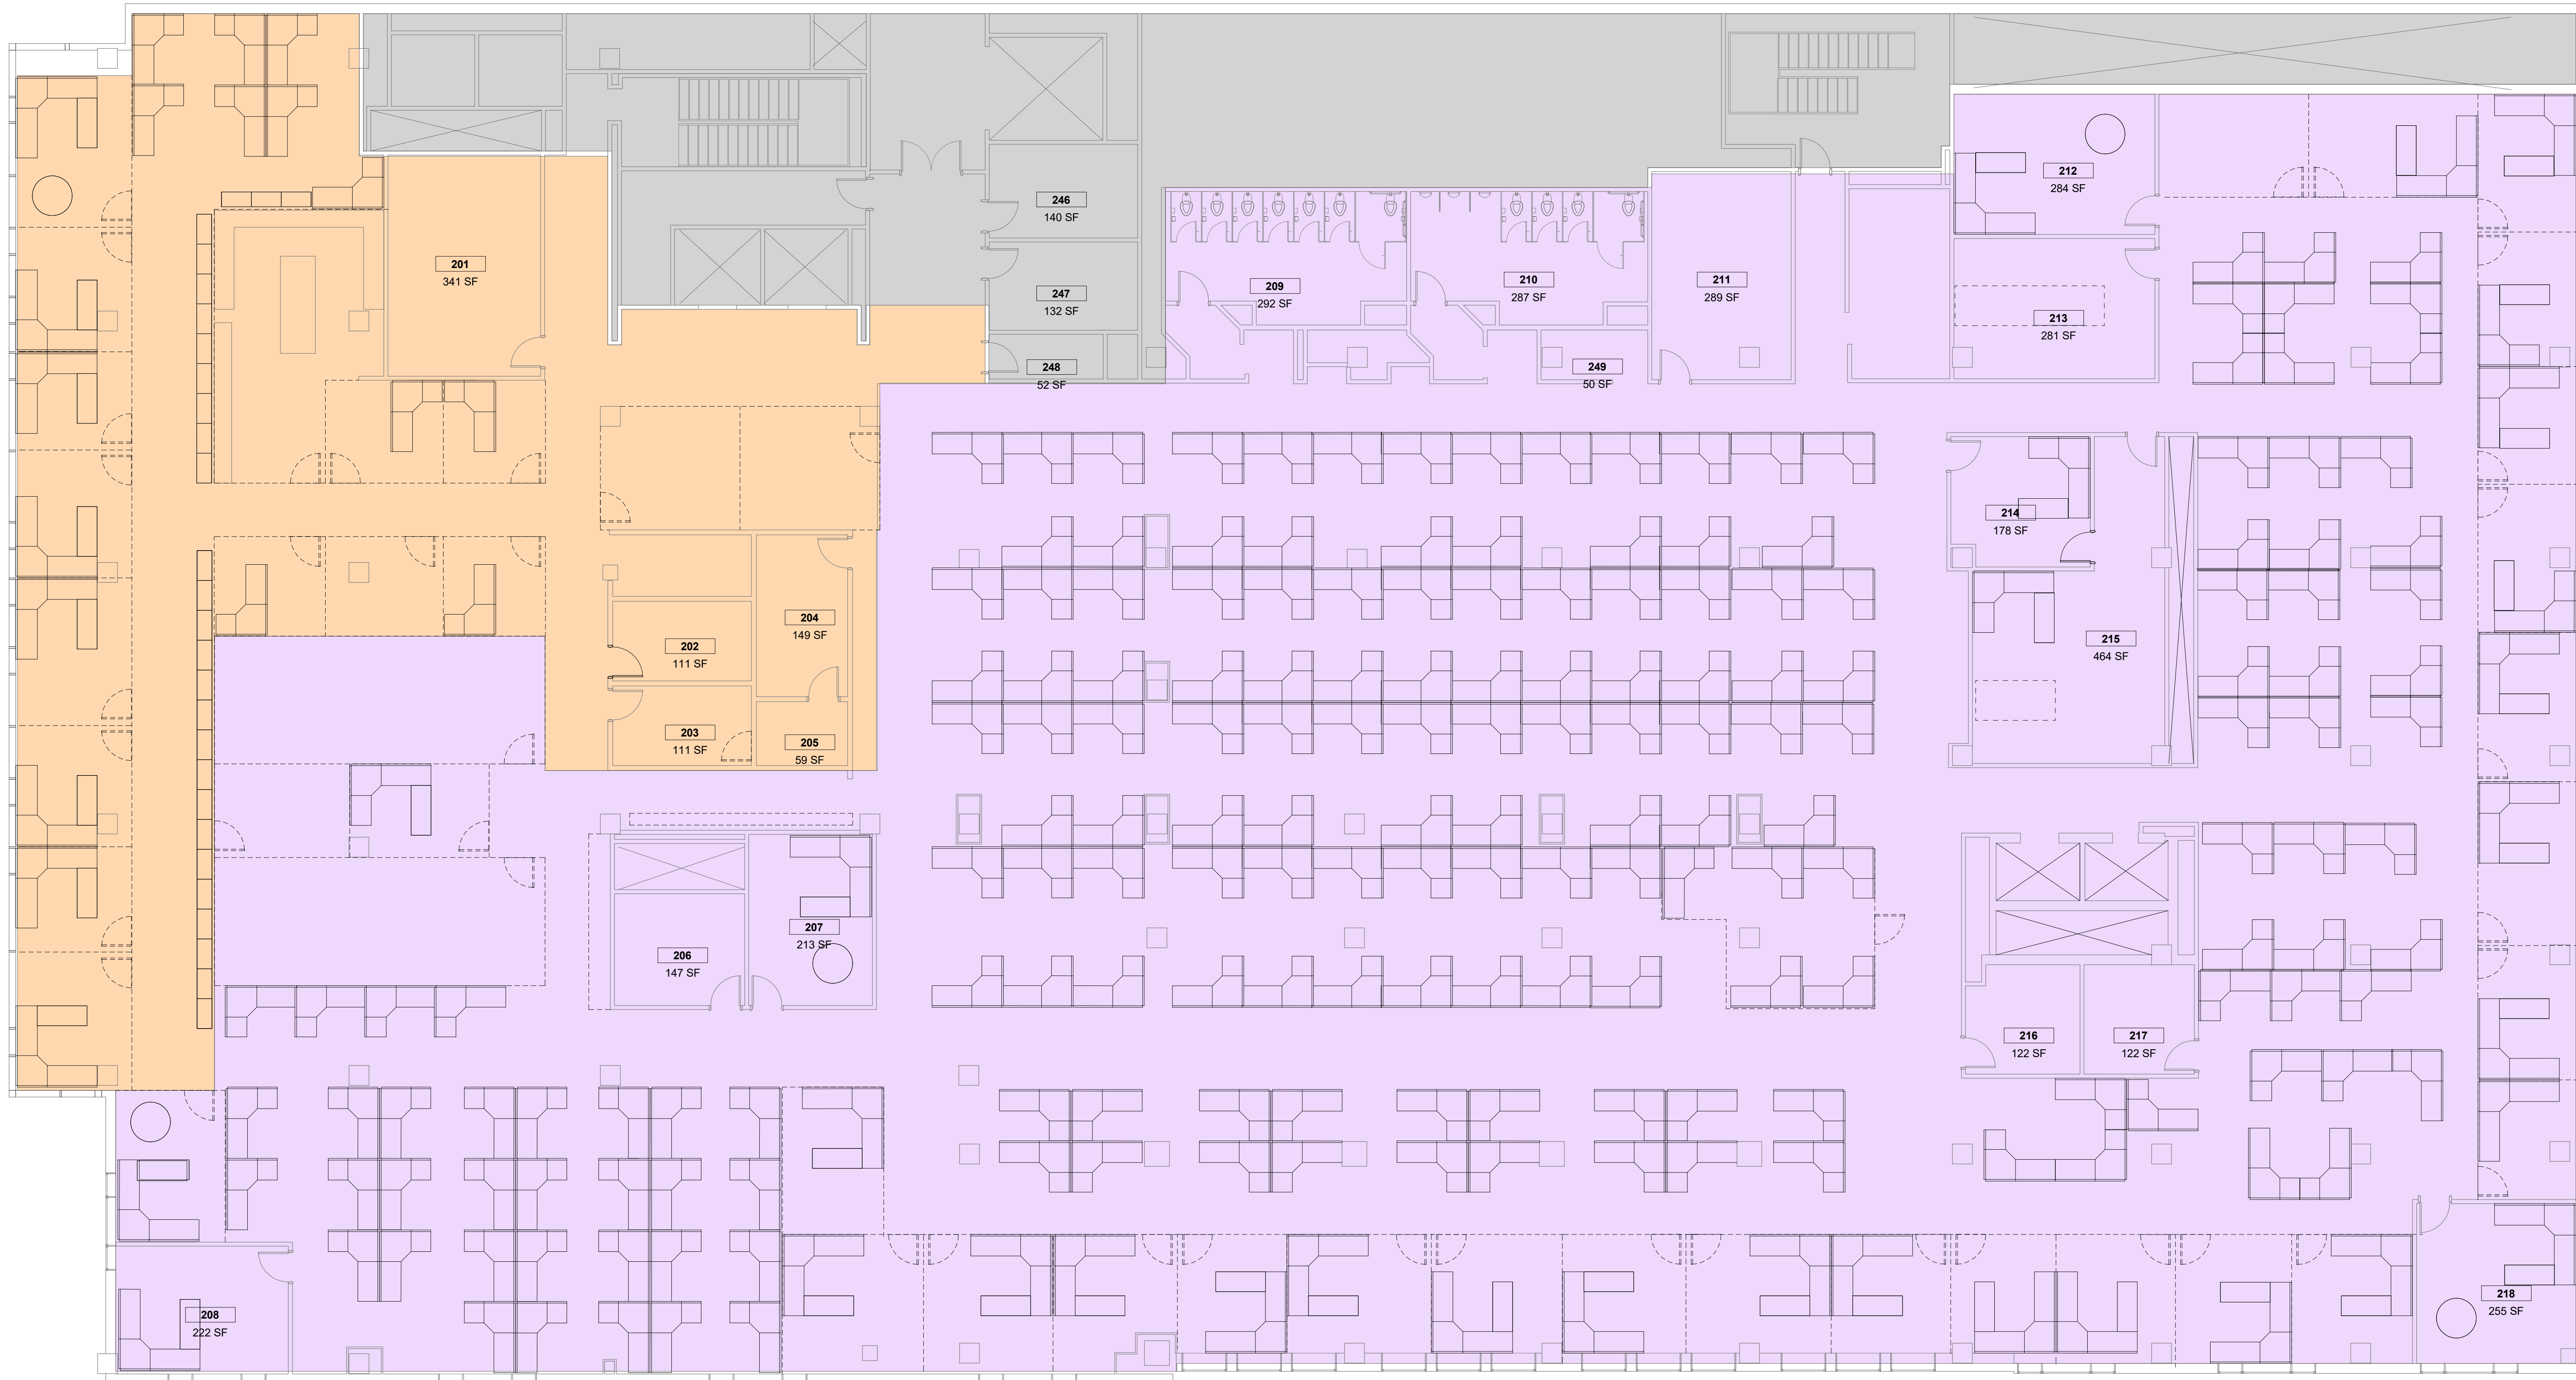 212
284 SF
246
140 SF
201
341 SF
209
292 SF
210
287 SF
211
289 SF
247
132 SF
213
281 SF
248
52 SF
249
50 SF
214
178 SF
204
149 SF
202
111 SF
215
464 SF
203
111 SF
205
59 SF
207
213 SF
206
147 SF
216
122 SF
217
122 SF
218
255 SF
208
222 SF